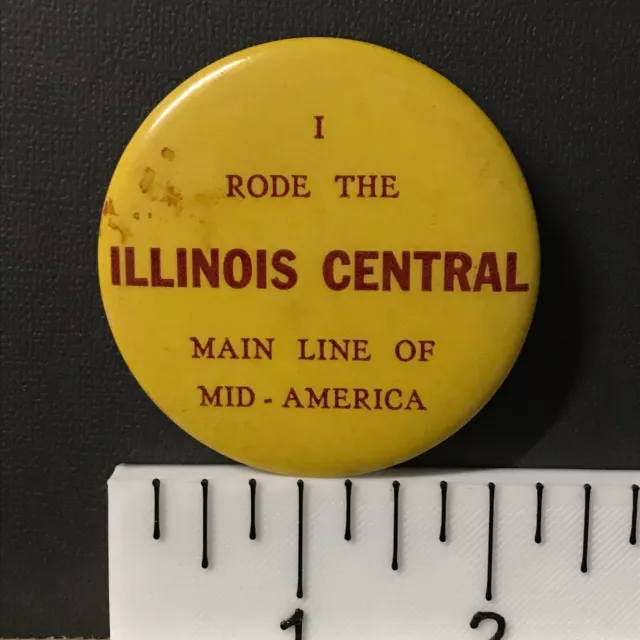 I
RODE THE
ILLINOIS CENTRAL
MAIN LINE OF
MID - AMERICA
1
2